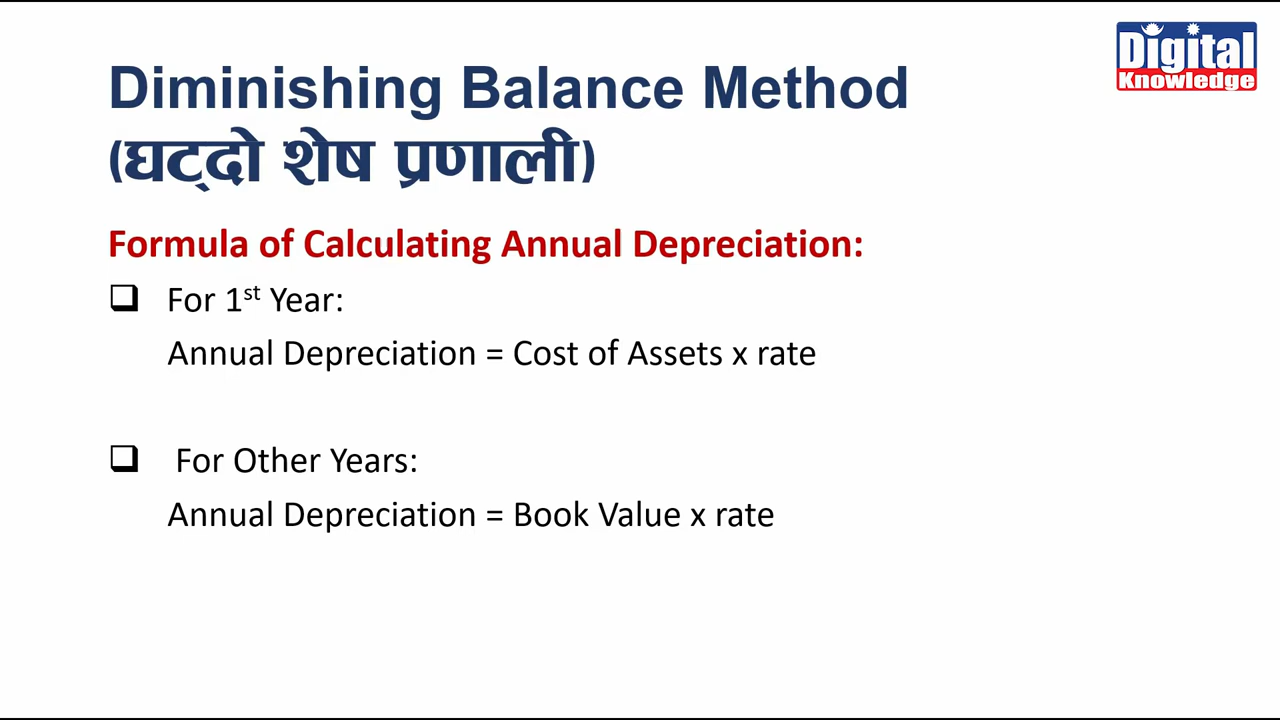 Digital
Knowledge
Diminishing Balance Method
(घट्दो शेष प्रणाली)
Formula of Calculating Annual Depreciation:
❑ For 1st Year:
Annual Depreciation = Cost of Assets x rate
❑ For Other Years:
Annual Depreciation = Book Value x rate